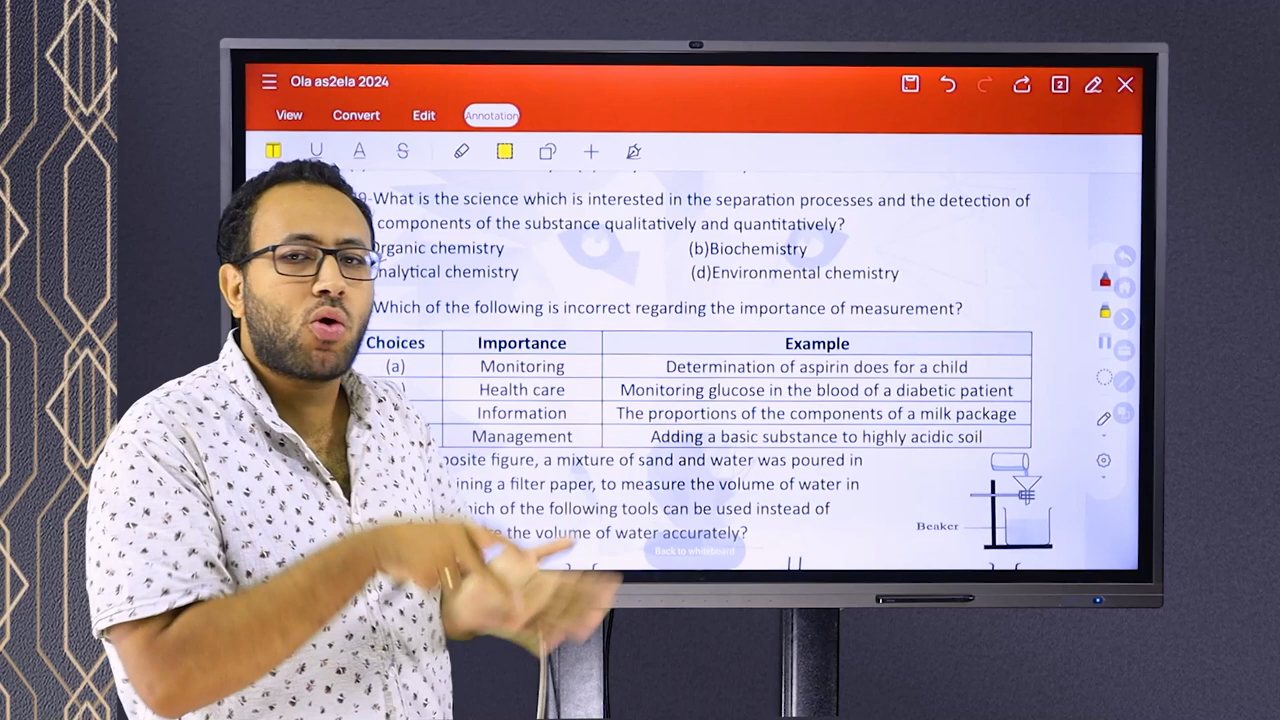 Ola as2ela 2024
View Convert Edit Annotation
9-What is the science which is interested in the separation processes and the detection of
components of the substance qualitatively and quantitatively?
rganic chemistry (b)Biochemistry
nalytical chemistry (d)Environmental chemistry
Which of the following is incorrect regarding the importance of measurement?
Choices Importance Example
(a) Monitoring Determination of aspirin does for a child
Health care Monitoring glucose in the blood of a diabetic patient
Information The proportions of the components of a milk package
Management Adding a basic substance to highly acidic soil
posite figure, a mixture of sand and water was poured in
ining a filter paper, to measure the volume of water in
hich of the following tools can be used instead of
the volume of water accurately?
Beaker
Back to whiteboard